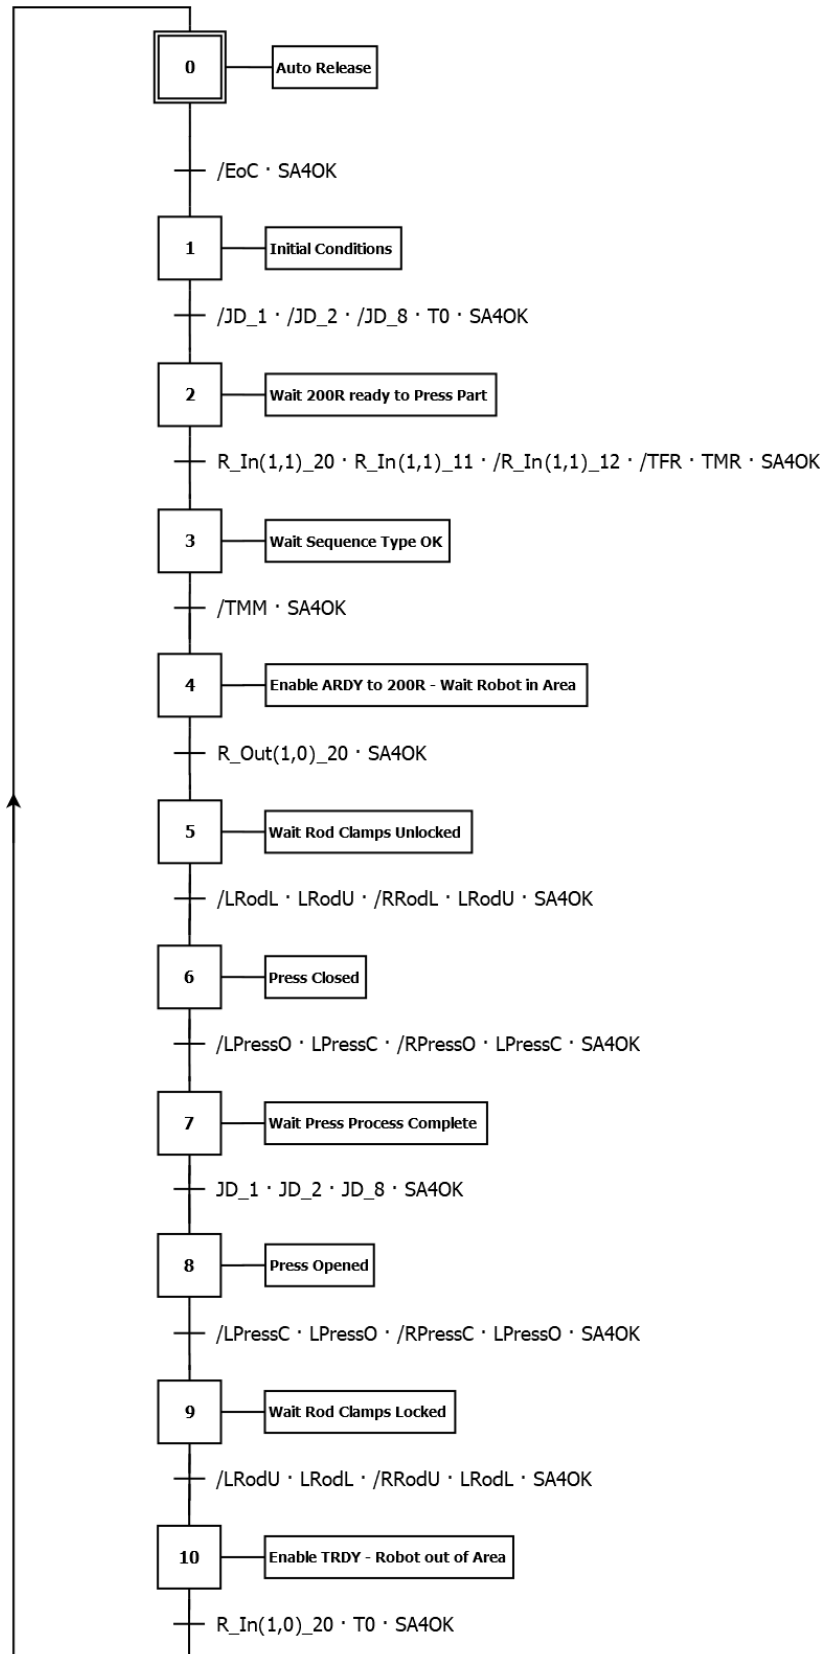 0
Auto Release
/EoC · SA4OK
1
Initial Conditions
/JD_1 · /JD_2 · /JD_8 · T0 · SA4OK
2
Wait 200R ready to Press Part
R_In(1,1)_20 · R_In(1,1)_11 · /R_In(1,1)_12 · /TFR · TMR · SA4OK
3
Wait Sequence Type OK
/TMM · SA4OK
4
Enable ARDY to 200R - Wait Robot in Area
R_Out(1,0)_20 · SA4OK
5
Wait Rod Clamps Unlocked
/LRodL · LRodU · /RRodL · LRodU · SA4OK
6
Press Closed
/LPressO · LPressC · /RPressO · LPressC · SA4OK
7
Wait Press Process Complete
JD_1 · JD_2 · JD_8 · SA4OK
8
Press Opened
/LPressC · LPressO · /RPressC · LPressO · SA4OK
9
Wait Rod Clamps Locked
/LRodU · LRodL · /RRodU · LRodL · SA4OK
10
Enable TRDY - Robot out of Area
R_In(1,0)_20 · T0 · SA4OK